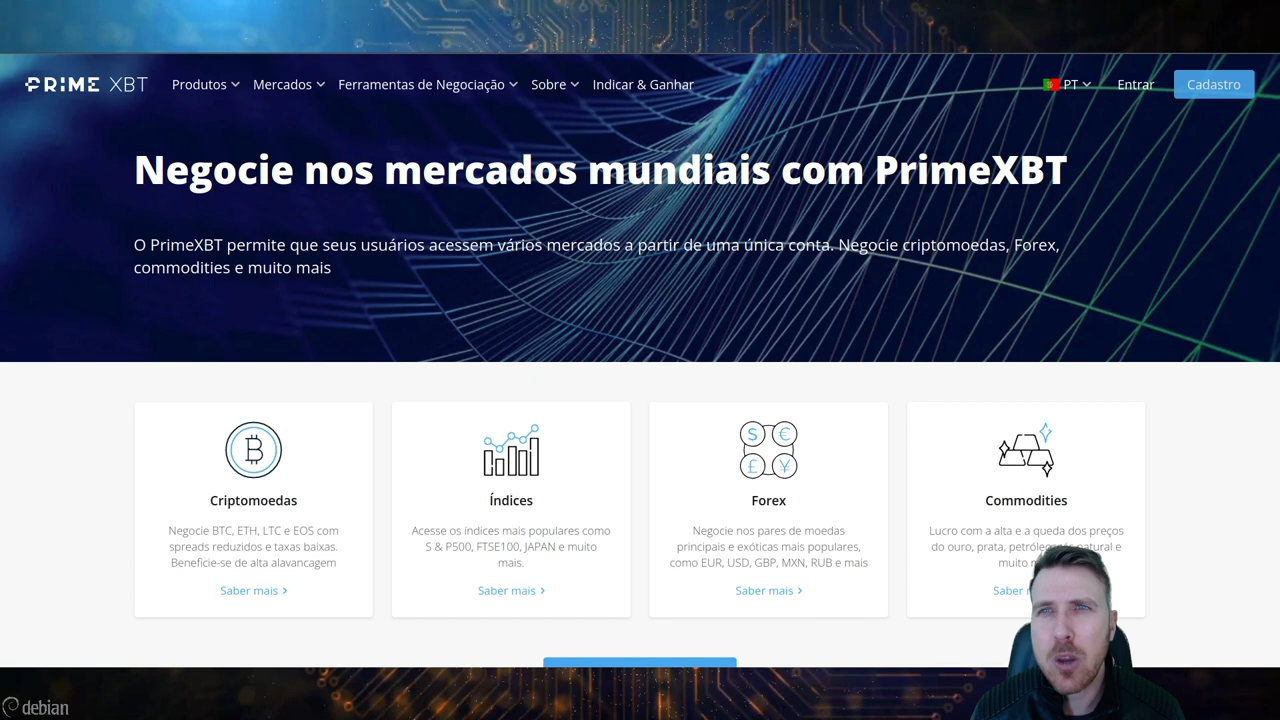 PRIME XBT Produtos Mercados Ferramentas de Negociação Sobre Indicar & Ganhar PT Entrar Cadastro
Negocie nos mercados mundiais com PrimeXBT
O PrimeXBT permite que seus usuários acessem vários mercados a partir de uma única conta. Negocie criptomoedas, Forex,
commodities e muito mais
Criptomoedas
Negocie BTC, ETH, LTC e EOS com
spreads reduzidos e taxas baixas.
Beneficie-se de alta alavancagem
Saber mais
Índices
Acesse os índices mais populares como
S & P500, FTSE100, JAPAN e muito
mais.
Saber mais
Forex
Negocie nos pares de moedas
principais e exóticas mais populares,
como EUR, USD, GBP, MXN, RUB e mais
Saber mais
Commodities
Lucro com a alta e a queda dos preços
do ouro, prata, natural e
muito
Saber
debian